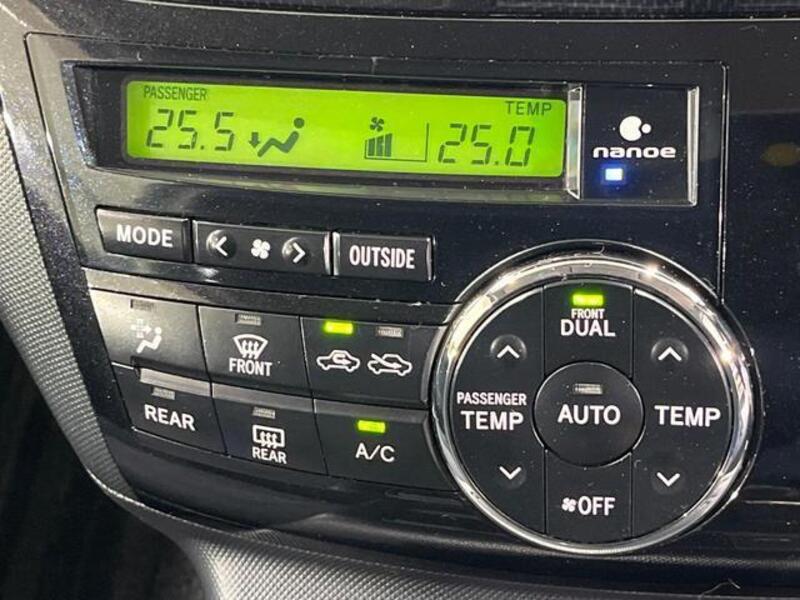 PASSENGER
TEMP
25.5
25.0
nanoe
MODE
OUTSIDE
FRONT
REAR
REAR
A/C
FRONT
DUAL
PASSENGER
TEMP
AUTO
TEMP
OFF